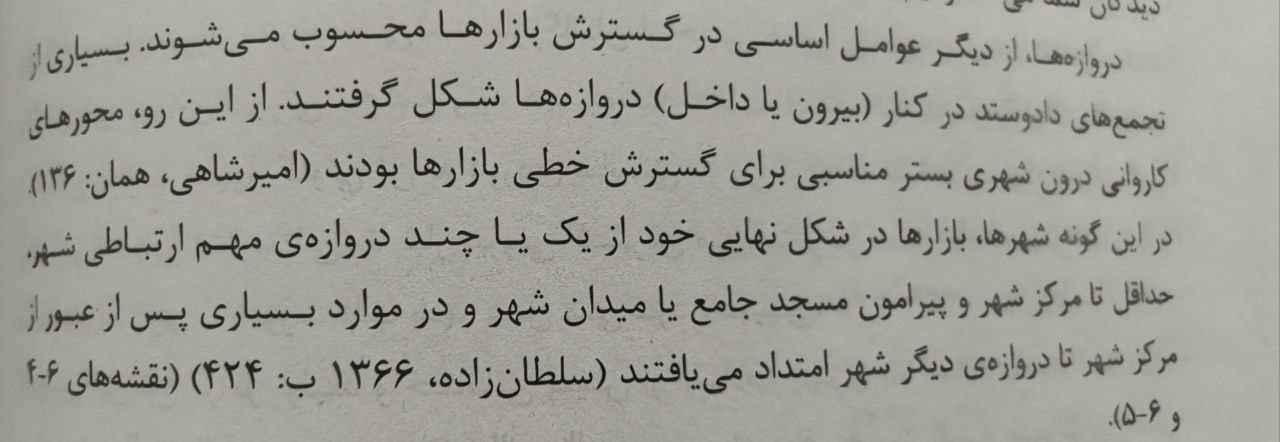 دروازه‌ها، از دیگر عوامل اساسی در گسترش بازارها محسوب می‌شوند. بسیاری از
تجمع‌های دادوستد در کنار (بیرون یا داخل) دروازه‌ها شکل گرفتند. از این رو، محورهای
کاروانی درون شهری بستر مناسبی برای گسترش خطی بازارها بودند (امیرشاهی، همان: ۱۳۶).
در این گونه شهرها، بازارها در شکل نهایی خود از یک یا چند دروازه‌ی مهم ارتباطی شهر،
حداقل تا مرکز شهر و پیرامون مسجد جامع یا میدان شهر و در موارد بسیاری پس از عبور از
مرکز شهر تا دروازه‌ی دیگر شهر امتداد می‌یافتند (سلطان‌زاده، ۱۳۶۶ ب: ۴۲۴) (نقشه‌های ۶-۴
و ۶-۵).